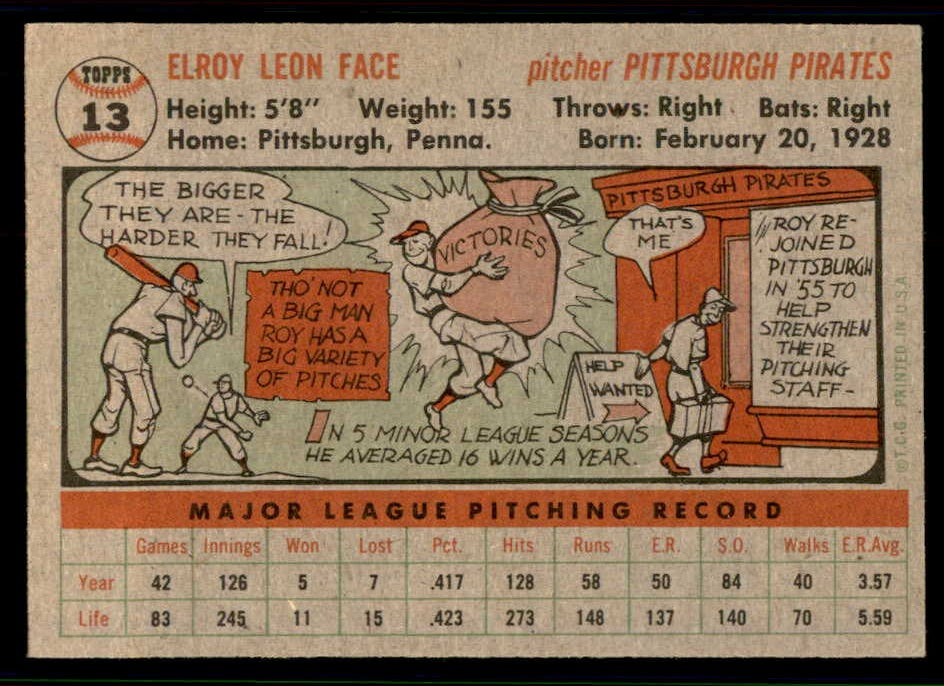 TOPPS
13
ELROY LEON FACE
pitcher PITTSBURGH PIRATES
Height: 5'8" Weight: 155 Throws: Right Bats: Right
Home: Pittsburgh, Penna. Born: February 20, 1928
THE BIGGER
THEY ARE - THE
HARDER THEY FALL!
THO' NOT
A BIG MAN
ROY HAS A
BIG VARIETY
OF PITCHES
VICTORIES
IN 5 MINOR LEAGUE SEASONS
HE AVERAGED 16 WINS A YEAR.
PITTSBURGH PIRATES
THAT'S
ME
HELP
WANTED
ROY RE-
JOINED
PITTSBURGH
IN '55 TO
HELP
STRENGTHEN
THEIR
PITCHING
STAFF-
© T.C.G. PRINTED IN U.S.A.
MAJOR LEAGUE PITCHING RECORD
Games Innings Won Lost Pct. Hits Runs E.R. S.O. Walks E.R.Avg.
Year 42 126 5 7 .417 128 58 50 84 40 3.57
Life 83 245 11 15 .423 273 148 137 140 70 5.59